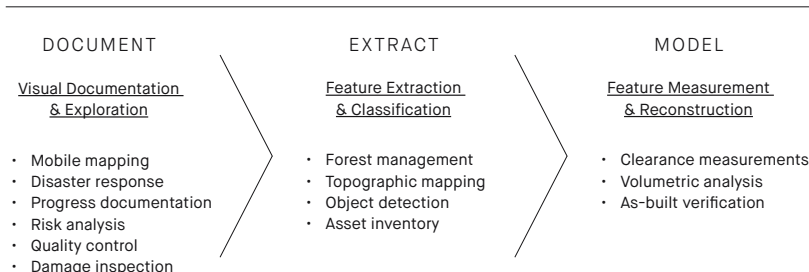 DOCUMENT
Visual Documentation
& Exploration
• Mobile mapping
• Disaster response
• Progress documentation
• Risk analysis
• Quality control
• Damage inspection
EXTRACT
Feature Extraction
& Classification
• Forest management
• Topographic mapping
• Object detection
• Asset inventory
MODEL
Feature Measurement
& Reconstruction
• Clearance measurements
• Volumetric analysis
• As-built verification